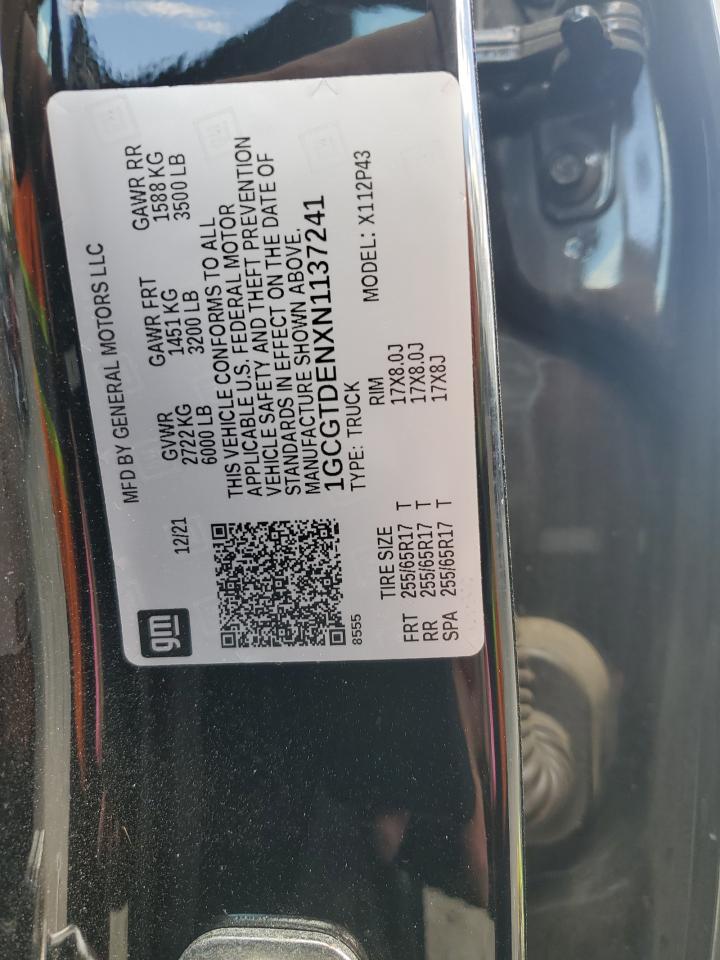 gm
MFD BY GENERAL MOTORS LLC
12/21
GVWR GAWR FRT GAWR RR
2722 KG 1451 KG 1588 KG
6000 LB 3200 LB 3500 LB
THIS VEHICLE CONFORMS TO ALL
APPLICABLE U.S. FEDERAL MOTOR
VEHICLE SAFETY AND THEFT PREVENTION
STANDARDS IN EFFECT ON THE DATE OF
MANUFACTURE SHOWN ABOVE.
1GCGTDENXN1137241
8555
TYPE: TRUCK MODEL: X112P43
TIRE SIZE RIM
FRT 255/65R17 T 17X8.0J
RR 255/65R17 T 17X8.0J
SPA 255/65R17 T 17X8J